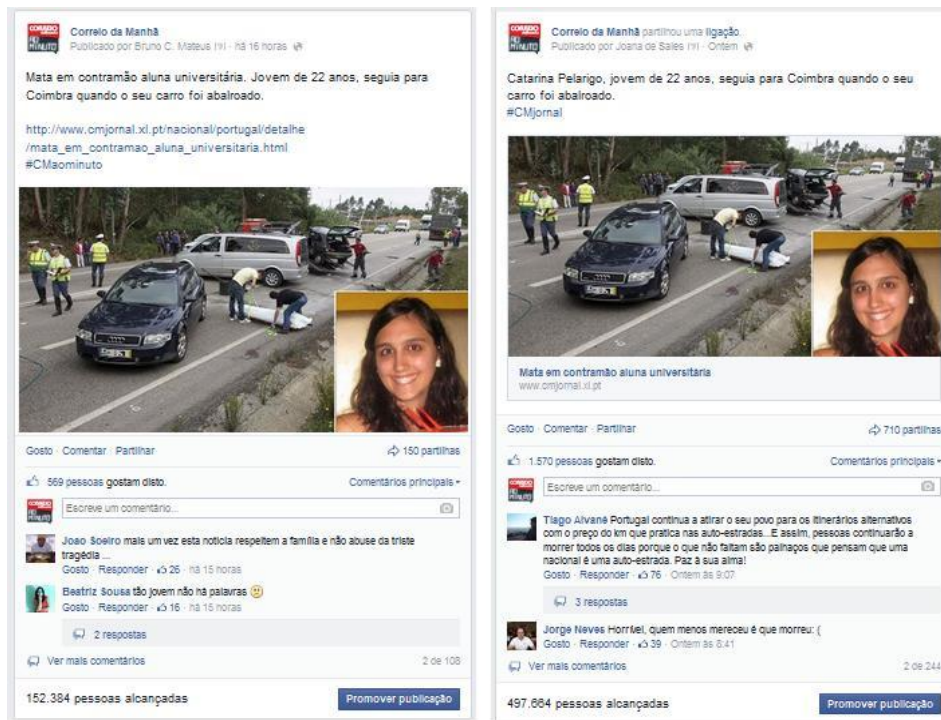 Correio da Manhã
Publicado por Bruno C. Mateus [?] · há 16 horas
Mata em contramão aluna universitária. Jovem de 22 anos, seguia para
Coimbra quando o seu carro foi abalroado.
http://www.cmjornal.xl.pt/nacional/portugal/detalhe
/mata_em_contramao_aluna_universitaria.html
#CMaominuto
Gosto · Comentar · Partilhar
150 partilhas
569 pessoas gostam disto.
Comentários principais
CORREIO AO MINUTO
Escreve um comentário...
Joao Soeiro mais um vez esta noticia respeitem a família e não abuse da triste
tragédia ...
Gosto · Responder · 26 · há 15 horas
Beatriz Sousa tão jovem não há palavras
Gosto · Responder · 16 · há 15 horas
2 respostas
Ver mais comentários
2 de 108
152.384 pessoas alcançadas
Promover publicação
Correio da Manhã partilhou uma ligação.
Publicado por Joana de Sales [?] · Ontem
Catarina Pelarigo, jovem de 22 anos, seguia para Coimbra quando o seu
carro foi abalroado.
#CMjornal
Mata em contramão aluna universitária
www.cmjornal.xl.pt
Gosto · Comentar · Partilhar
710 partilhas
1.570 pessoas gostam disto.
Comentários principais
CORREIO AO MINUTO
Escreve um comentário...
Tiago Alvané Portugal continua a atirar o seu povo para os itinerários alternativos
com o preço do km que pratica nas auto-estradas...E assim, pessoas continuarão a
morrer todos os dias porque o que não faltam são palhaços que pensam que uma
nacional é uma auto-estrada. Paz à sua alma!
Gosto · Responder · 76 · Ontem às 9:07
3 respostas
Jorge Neves Horrível, quem menos mereceu é que morreu: (
Gosto · Responder · 39 · Ontem às 8:41
Ver mais comentários
2 de 244
497.664 pessoas alcançadas
Promover publicação